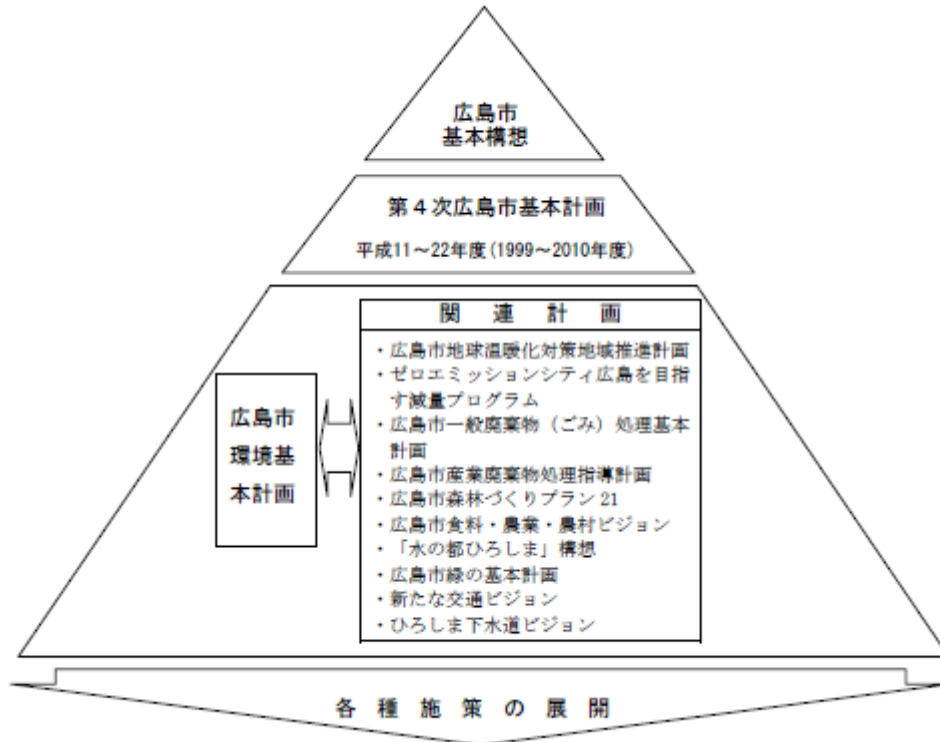 広島市
基本構想
第4次広島市基本計画
平成11~22年度(1999~2010年度)
関連計画
・広島市地球温暖化対策地域推進計画
・ゼロエミッションシティ広島を目指
す減量プログラム
・広島市一般廃棄物(ごみ)処理基本
計画
・広島市産業廃棄物処理指導計画
・広島市森林づくりプラン21
・広島市食料・農業・農村ビジョン
・「水の都ひろしま」構想
・広島市緑の基本計画
・新たな交通ビジョン
・ひろしま下水道ビジョン
広島市
環境基
本計画
各種施策の展開